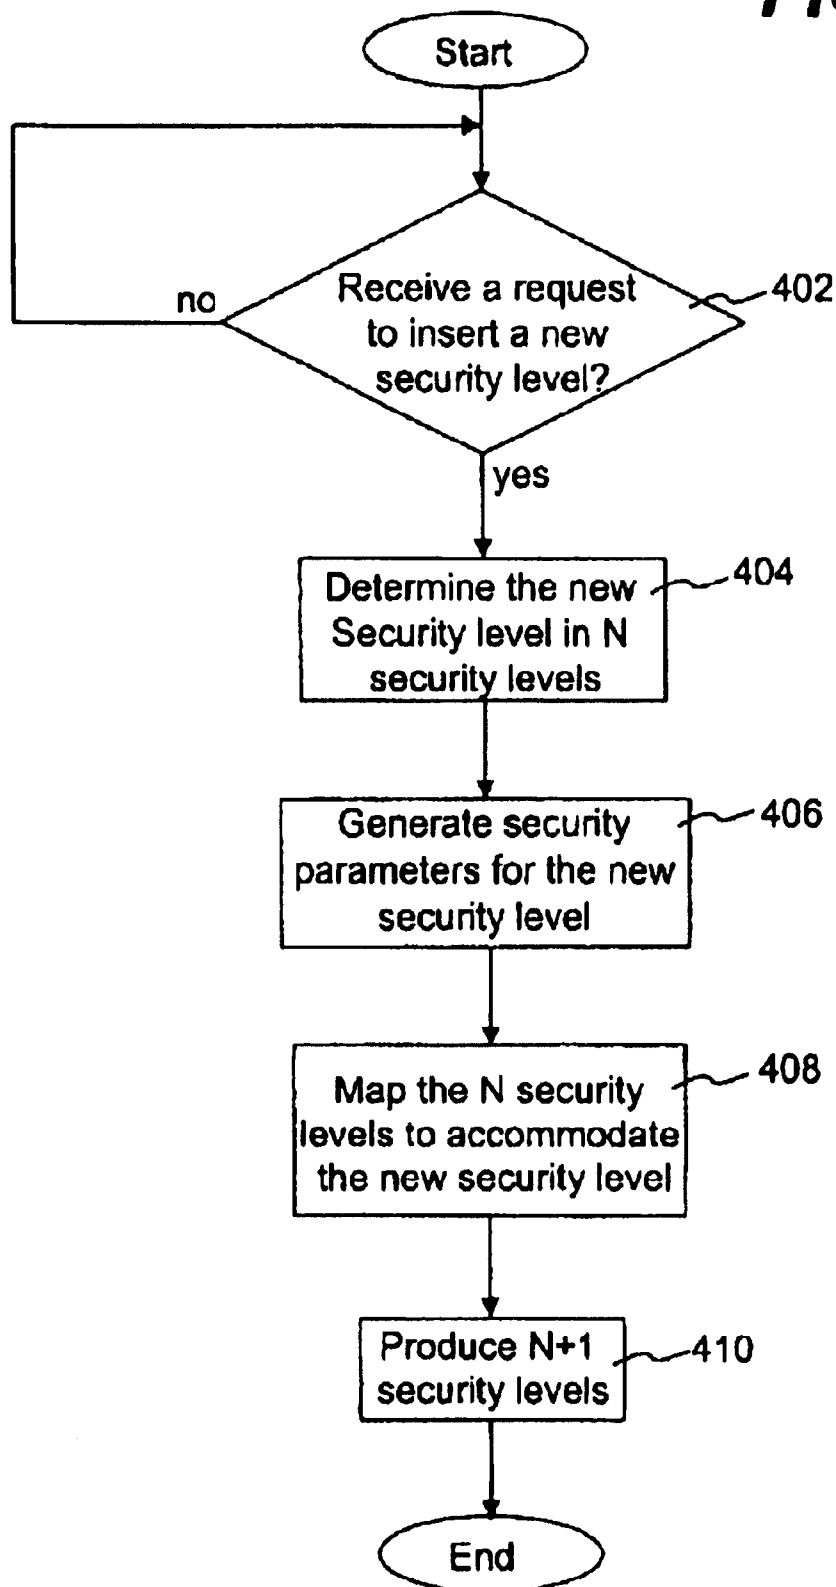 Start
Receive a request
to insert a new
security level?
402
no
yes
Determine the new
Security level in N
security levels
404
Generate security
parameters for the new
security level
406
Map the N security
levels to accommodate
the new security level
408
Produce N+1
security levels
410
End